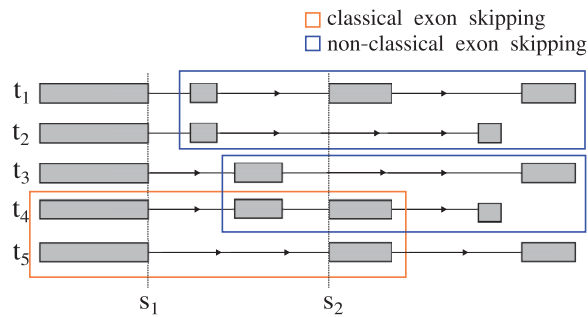 classical exon skipping
non-classical exon skipping
t1
t2
t3
t4
t5
s1 s2